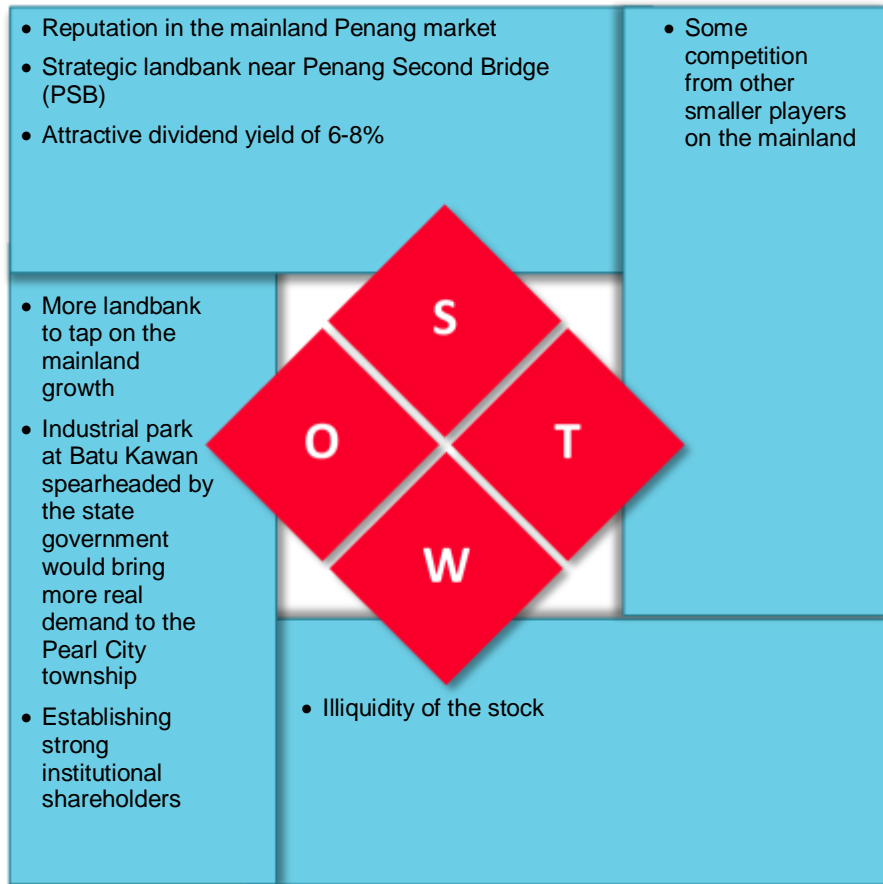 • Reputation in the mainland Penang market
• Strategic landbank near Penang Second Bridge
(PSB)
• Attractive dividend yield of 6-8%
• Some
competition
from other
smaller players
on the mainland
• More landbank
to tap on the
mainland
growth
• Industrial park
at Batu Kawan
spearheaded by
the state
government
would bring
more real
demand to the
Pearl City
township
• Establishing
strong
institutional
shareholders
S
O
T
W
• Illiquidity of the stock